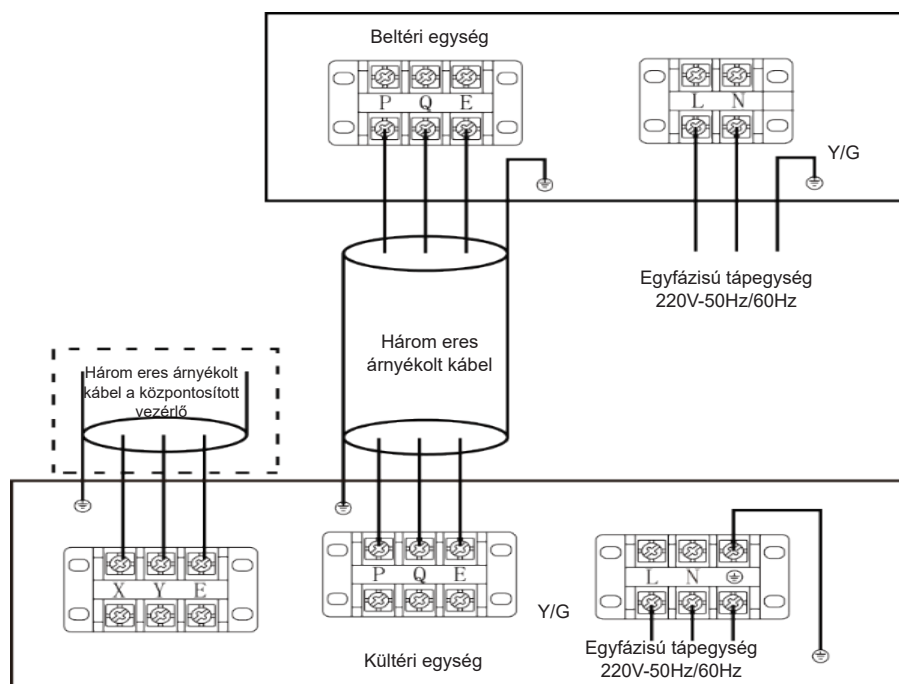 Beltéri egység
P Q E
L N
Y/G
Egyfázisú tápegység
220V-50Hz/60Hz
Három eres
árnyékolt kábel
Három eres árnyékolt
kábel a központosított
vezérlő
X Y E
P Q E
Y/G
L N
Kültéri egység
Egyfázisú tápegység
220V-50Hz/60Hz